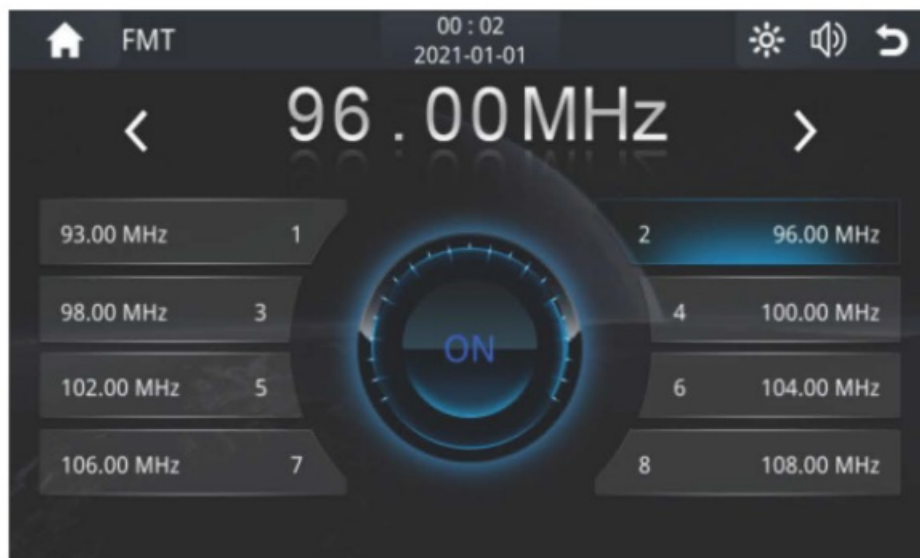 FMT
00 : 02
2021-01-01
96 . 00 MHz
93.00 MHz 1
2 96.00 MHz
98.00 MHz 3
4 100.00 MHz
ON
102.00 MHz 5
6 104.00 MHz
106.00 MHz 7
8 108.00 MHz